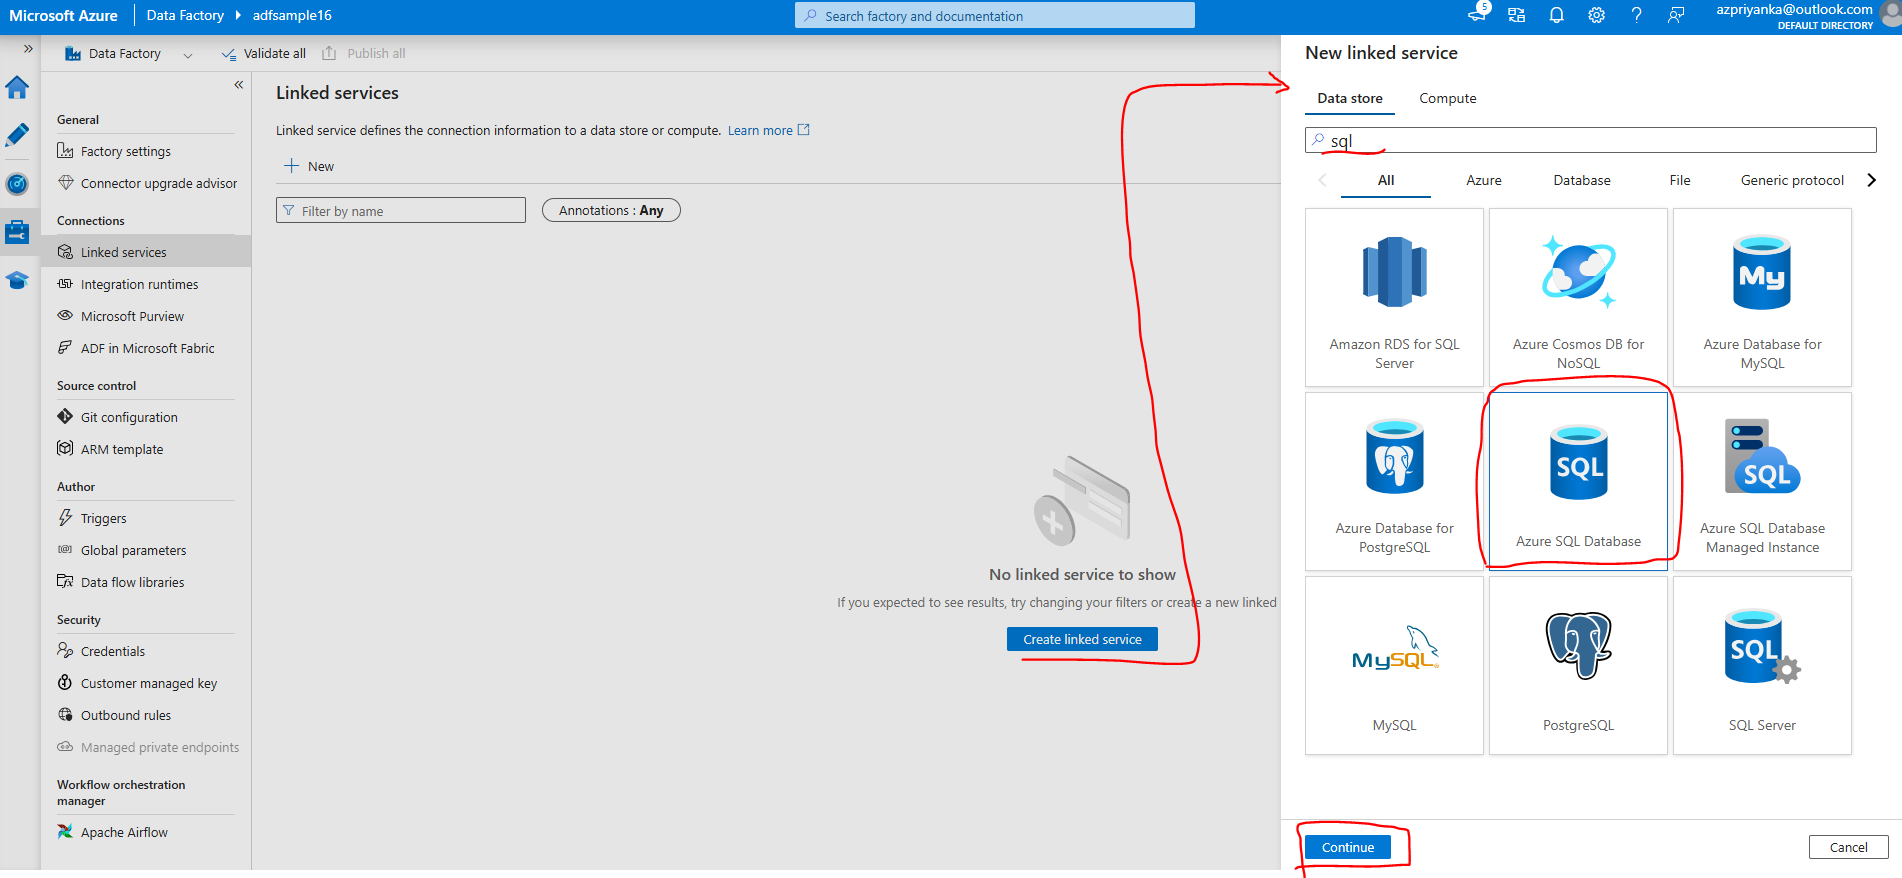 Microsoft Azure
Data Factory
adfsample16
Search factory and documentation
5
azpriyanka@outlook.com
DEFAULT DIRECTORY
Data Factory
Validate all
Publish all
General
Factory settings
Connector upgrade advisor
Connections
Linked services
Integration runtimes
Microsoft Purview
ADF in Microsoft Fabric
Source control
Git configuration
ARM template
Author
Triggers
Global parameters
Data flow libraries
Security
Credentials
Customer managed key
Outbound rules
Managed private endpoints
Workflow orchestration
manager
Apache Airflow
Linked services
Linked service defines the connection information to a data store or compute. Learn more
New
Filter by name
Annotations : Any
No linked service to show
If you expected to see results, try changing your filters or create a new linked
Create linked service
New linked service
Data store
Compute
sql
All
Azure
Database
File
Generic protocol
Amazon RDS for SQL
Server
Azure Cosmos DB for
NoSQL
My
Azure Database for
MySQL
Azure Database for
PostgreSQL
SQL
Azure SQL Database
SQL
Azure SQL Database
Managed Instance
MySQL
MySQL
PostgreSQL
SQL
SQL Server
Continue
Cancel